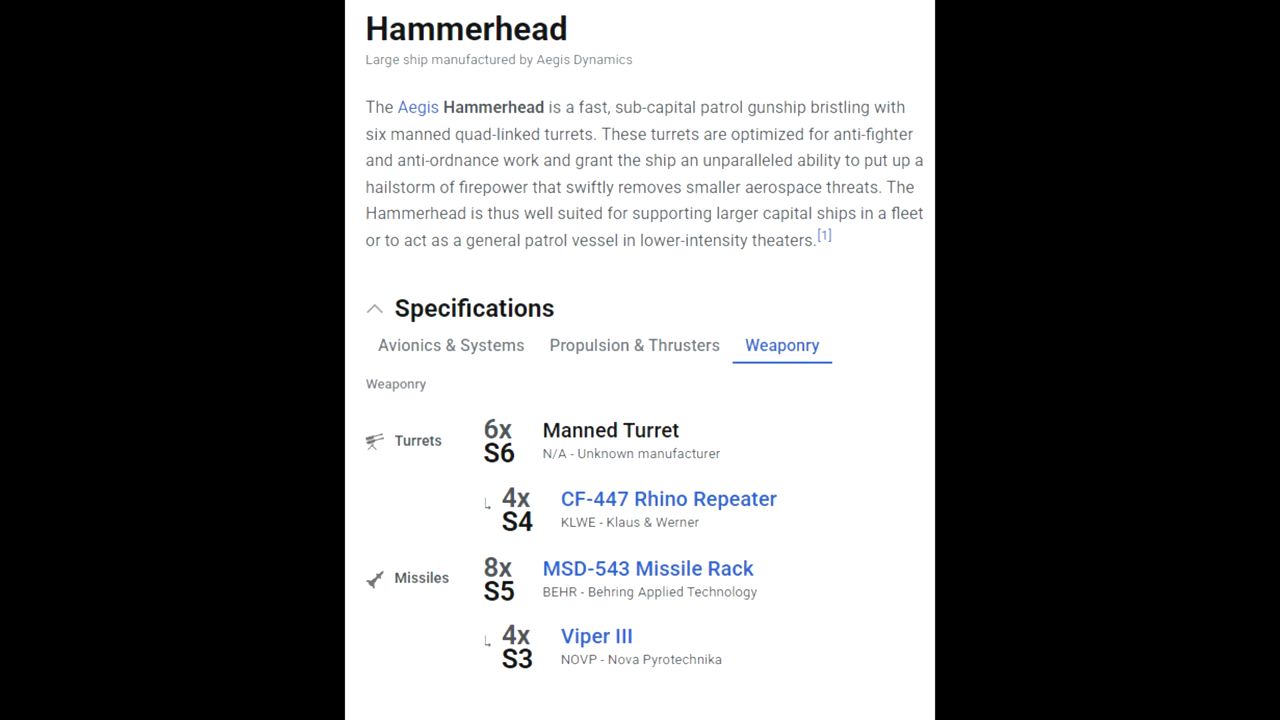 Hammerhead
Large ship manufactured by Aegis Dynamics
The Aegis Hammerhead is a fast, sub-capital patrol gunship bristling with
six manned quad-linked turrets. These turrets are optimized for anti-fighter
and anti-ordnance work and grant the ship an unparalleled ability to put up a
hailstorm of firepower that swiftly removes smaller aerospace threats. The
Hammerhead is thus well suited for supporting larger capital ships in a fleet
or to act as a general patrol vessel in lower-intensity theaters.[1]
Specifications
Avionics & Systems Propulsion & Thrusters Weaponry
Weaponry
Turrets
6x
S6
Manned Turret
N/A - Unknown manufacturer
4x
S4
CF-447 Rhino Repeater
KLWE - Klaus & Werner
Missiles
8x
S5
MSD-543 Missile Rack
BEHR - Behring Applied Technology
4x
S3
Viper III
NOVP - Nova Pyrotechnika